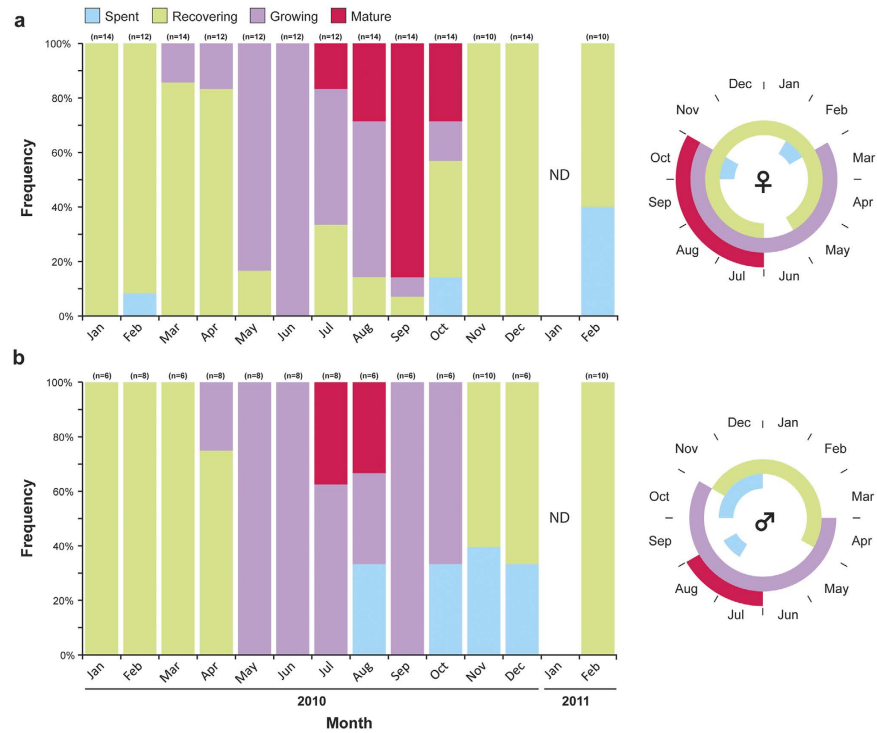 a
Spent Recovering Growing Mature
(n=14) (n=12) (n=14) (n=12) (n=12) (n=12) (n=12) (n=14) (n=14) (n=14) (n=10) (n=14) (n=10)
100%
80%
60%
40%
20%
0%
Frequency
ND
Jan Feb Mar Apr May Jun Jul Aug Sep Oct Nov Dec Jan Feb
Dec Jan
Nov Feb
Oct Mar
♀
Sep Apr
Aug May
Jul Jun
b
(n=6) (n=8) (n=6) (n=8) (n=8) (n=8) (n=8) (n=6) (n=6) (n=6) (n=10) (n=6) (n=10)
100%
80%
60%
40%
20%
0%
Frequency
ND
Jan Feb Mar Apr May Jun Jul Aug Sep Oct Nov Dec Jan Feb
2010 2011
Month
Dec Jan
Nov Feb
Oct Mar
♂
Sep Apr
Aug May
Jul Jun